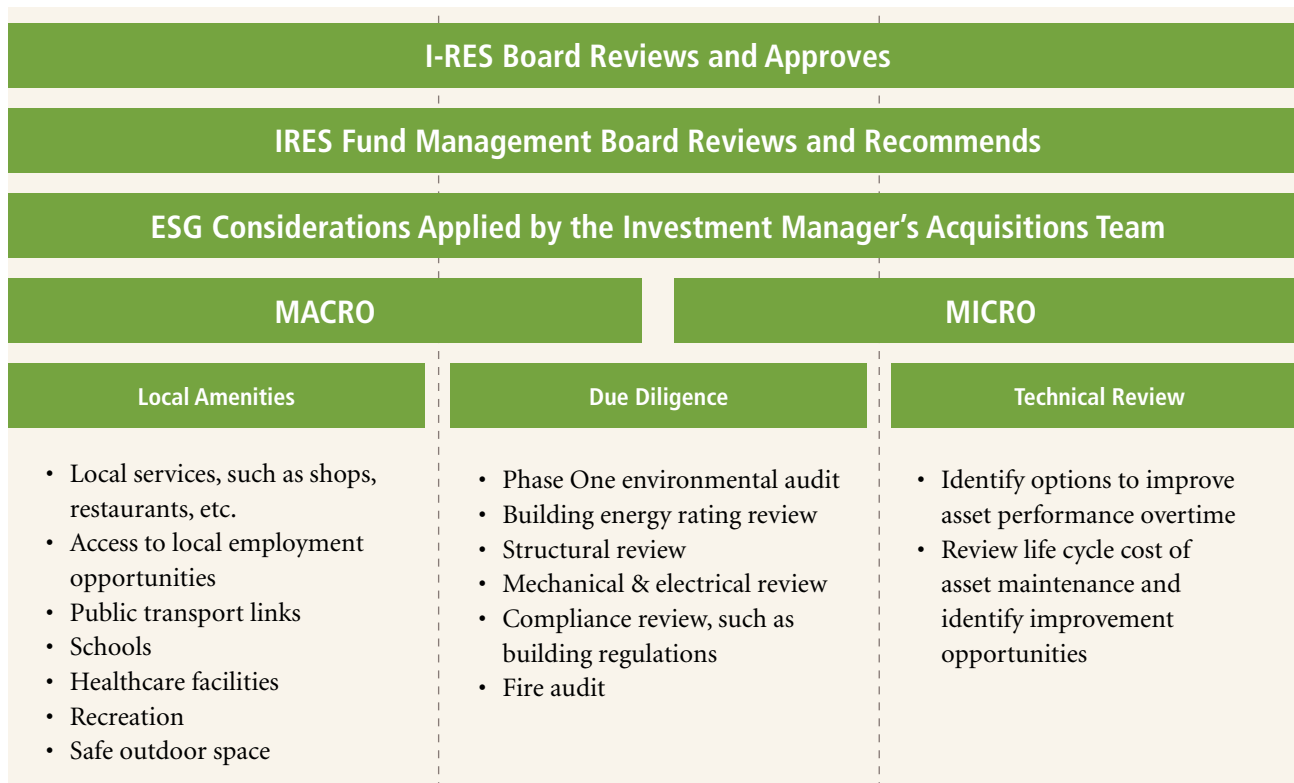 I-RES Board Reviews and Approves
IRES Fund Management Board Reviews and Recommends
ESG Considerations Applied by the Investment Manager’s Acquisitions Team
MACRO
MICRO
Local Amenities
• Local services, such as shops,
restaurants, etc.
• Access to local employment
opportunities
• Public transport links
• Schools
• Healthcare facilities
• Recreation
• Safe outdoor space
Due Diligence
• Phase One environmental audit
• Building energy rating review
• Structural review
• Mechanical & electrical review
• Compliance review, such as
building regulations
• Fire audit
Technical Review
• Identify options to improve
asset performance overtime
• Review life cycle cost of
asset maintenance and
identify improvement
opportunities